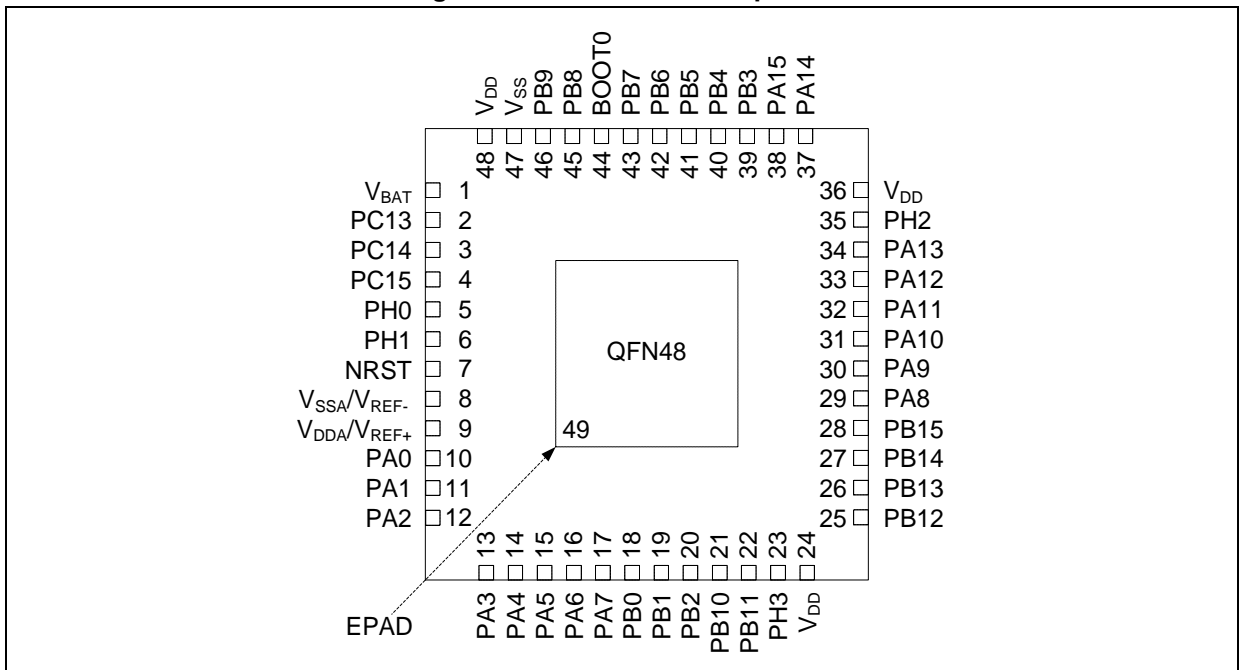 VDD
VSS
PB9
PB8
BOOT0
PB7
PB6
PB5
PB4
PB3
PA15
PA14
48
47
46
45
44
43
42
41
40
39
38
37
VBAT 1
PC13 2
PC14 3
PC15 4
PH0 5
PH1 6
NRST 7
VSSA/VREF- 8
VDDA/VREF+ 9
PA0 10
PA1 11
PA2 12
36 VDD
35 PH2
34 PA13
33 PA12
32 PA11
31 PA10
30 PA9
29 PA8
28 PB15
27 PB14
26 PB13
25 PB12
QFN48
49
13
14
15
16
17
18
19
20
21
22
23
24
PA3
PA4
PA5
PA6
PA7
PB0
PB1
PB2
PB10
PB11
PH3
VDD
EPAD